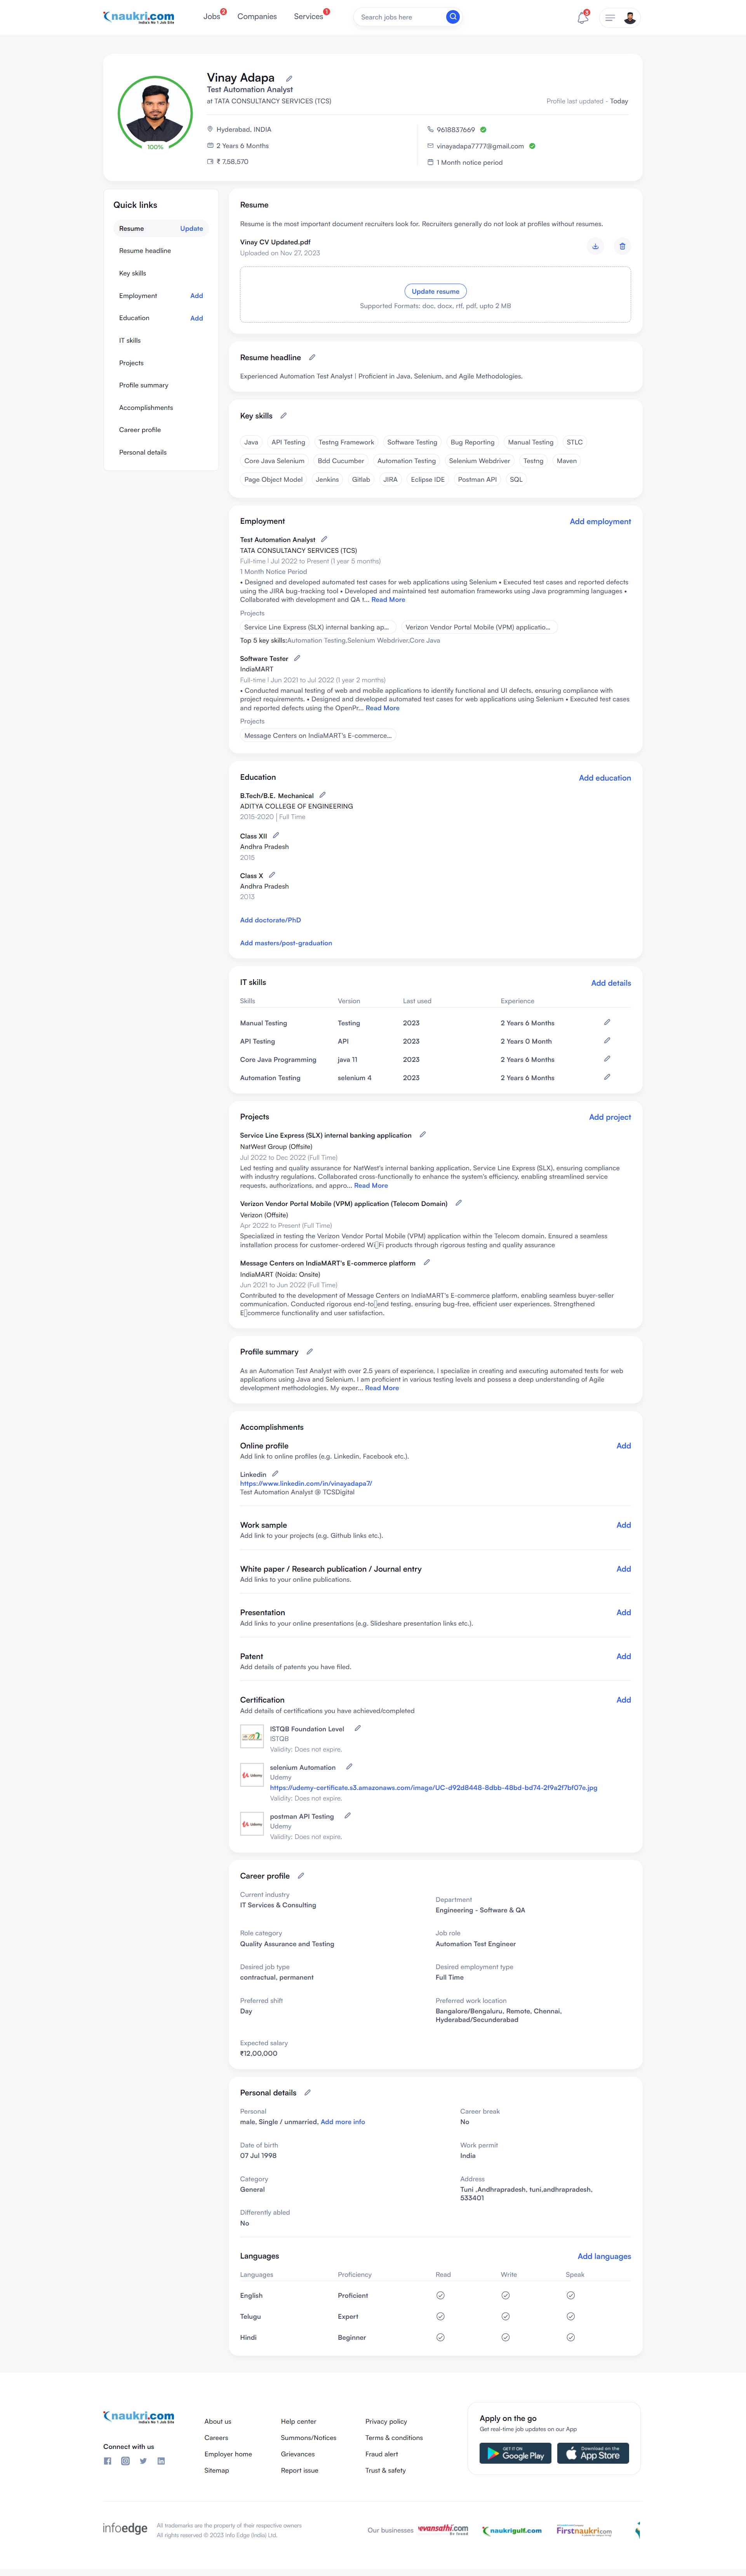 naukri.com
India's No 1 Job Site
Jobs 2
Companies
Services 1
Search jobs here
3
Vinay Adapa
Test Automation Analyst
at TATA CONSULTANCY SERVICES (TCS)
Profile last updated - Today
100%
Hyderabad, INDIA
9618837669
2 Years 6 Months
vinayadapa7777@gmail.com
₹ 7,58,570
1 Month notice period
Quick links
Resume Update
Resume headline
Key skills
Employment Add
Education Add
IT skills
Projects
Profile summary
Accomplishments
Career profile
Personal details
Resume
Resume is the most important document recruiters look for. Recruiters generally do not look at profiles without resumes.
Vinay CV Updated.pdf
Uploaded on Nov 27, 2023
Update resume
Supported Formats: doc, docx, rtf, pdf, upto 2 MB
Resume headline
Experienced Automation Test Analyst | Proficient in Java, Selenium, and Agile Methodologies.
Key skills
Java API Testing Testng Framework Software Testing Bug Reporting Manual Testing STLC
Core Java Selenium Bdd Cucumber Automation Testing Selenium Webdriver Testng Maven
Page Object Model Jenkins Gitlab JIRA Eclipse IDE Postman API SQL
Employment Add employment
Test Automation Analyst
TATA CONSULTANCY SERVICES (TCS)
Full-time | Jul 2022 to Present (1 year 5 months)
1 Month Notice Period
• Designed and developed automated test cases for web applications using Selenium • Executed test cases and reported defects
using the JIRA bug-tracking tool • Developed and maintained test automation frameworks using Java programming languages •
Collaborated with development and QA t... Read More
Projects
Service Line Express (SLX) internal banking ap... Verizon Vendor Portal Mobile (VPM) applicatio...
Top 5 key skills:Automation Testing,Selenium Webdriver,Core Java
Software Tester
IndiaMART
Full-time | Jun 2021 to Jul 2022 (1 year 2 months)
• Conducted manual testing of web and mobile applications to identify functional and UI defects, ensuring compliance with
project requirements. • Designed and developed automated test cases for web applications using Selenium • Executed test cases
and reported defects using the OpenPr... Read More
Projects
Message Centers on IndiaMART's E-commerce...
Education Add education
B.Tech/B.E. Mechanical
ADITYA COLLEGE OF ENGINEERING
2015-2020 | Full Time
Class XII
Andhra Pradesh
2015
Class X
Andhra Pradesh
2013
Add doctorate/PhD
Add masters/post-graduation
IT skills Add details
Skills Version Last used Experience
Manual Testing Testing 2023 2 Years 6 Months
API Testing API 2023 2 Years 0 Month
Core Java Programming java 11 2023 2 Years 6 Months
Automation Testing selenium 4 2023 2 Years 6 Months
Projects Add project
Service Line Express (SLX) internal banking application
NatWest Group (Offsite)
Jul 2022 to Dec 2022 (Full Time)
Led testing and quality assurance for NatWest's internal banking application, Service Line Express (SLX), ensuring compliance
with industry regulations. Collaborated cross-functionally to enhance the system's efficiency, enabling streamlined service
requests, authorizations, and appro... Read More
Verizon Vendor Portal Mobile (VPM) application (Telecom Domain)
Verizon (Offsite)
Apr 2022 to Present (Full Time)
Specialized in testing the Verizon Vendor Portal Mobile (VPM) application within the Telecom domain. Ensured a seamless
installation process for customer-ordered Wi▯Fi products through rigorous testing and quality assurance
Message Centers on IndiaMART's E-commerce platform
IndiaMART (Noida: Onsite)
Jun 2021 to Jun 2022 (Full Time)
Contributed to the development of Message Centers on IndiaMART's E-commerce platform, enabling seamless buyer-seller
communication. Conducted rigorous end-to▯end testing, ensuring bug-free, efficient user experiences. Strengthened
E▯commerce functionality and user satisfaction.
Profile summary
As an Automation Test Analyst with over 2.5 years of experience, I specialize in creating and executing automated tests for web
applications using Java and Selenium. I am proficient in various testing levels and possess a deep understanding of Agile
development methodologies. My exper... Read More
Accomplishments
Online profile Add
Add link to online profiles (e.g. Linkedin, Facebook etc.).
Linkedin
https://www.linkedin.com/in/vinayadapa7/
Test Automation Analyst @ TCSDigital
Work sample Add
Add link to your projects (e.g. Github links etc.).
White paper / Research publication / Journal entry Add
Add links to your online publications.
Presentation Add
Add links to your online presentations (e.g. Slideshare presentation links etc.).
Patent Add
Add details of patents you have filed.
Certification Add
Add details of certifications you have achieved/completed
ISTQB Foundation Level
ISTQB
Validity: Does not expire.
Udemy
selenium Automation
Udemy
https://udemy-certificate.s3.amazonaws.com/image/UC-d92d8448-8dbb-48bd-bd74-2f9a2f7bf07e.jpg
Validity: Does not expire.
Udemy
postman API Testing
Udemy
Validity: Does not expire.
Career profile
Current industry
IT Services & Consulting
Department
Engineering - Software & QA
Role category
Quality Assurance and Testing
Job role
Automation Test Engineer
Desired job type
contractual, permanent
Desired employment type
Full Time
Preferred shift
Day
Preferred work location
Bangalore/Bengaluru, Remote, Chennai,
Hyderabad/Secunderabad
Expected salary
₹12,00,000
Personal details
Personal
male, Single / unmarried, Add more info
Career break
No
Date of birth
07 Jul 1998
Work permit
India
Category
General
Address
Tuni ,Andhrapradesh, tuni,andhrapradesh,
533401
Differently abled
No
Languages Add languages
Languages Proficiency Read Write Speak
English Proficient
Telugu Expert
Hindi Beginner
naukri.com
India's No 1 Job Site
Connect with us
About us
Careers
Employer home
Sitemap
Help center
Summons/Notices
Grievances
Report issue
Privacy policy
Terms & conditions
Fraud alert
Trust & safety
Apply on the go
Get real-time job updates on our App
GET IT ON
Google Play
Download on the
App Store
infoedge
All trademarks are the property of their respective owners
All rights reserved © 2023 Info Edge (India) Ltd.
Our businesses
naukrigulf.com
Firstnaukri.com